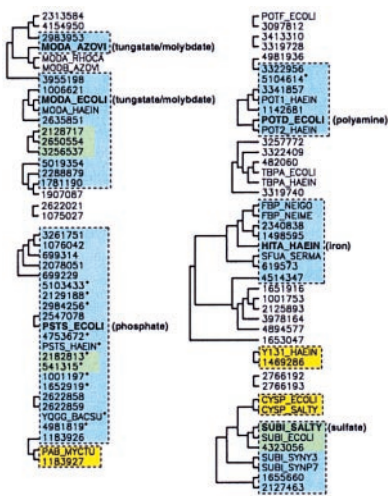 2313584
4154950
2983953
MODA_AZOVI (tungstate/molybdate)
MODA_RHOCA
MODB_AZOVI
3955198
1006621
MODA_ECOLI (tungstate/molybdate)
MODA_HAEIN
2635851
2128717
2650554
3256537
5019354
2288879
1781190
1907087
2622021
1075027
3261751
1076042
699314
2078051
699229
5103433*
2129188*
2984256*
2547078
PSTS_ECOLI (phosphate)
4753672*
PSTS_HAEIN*
2182813*
541315*
1001197*
1652919*
2622858
2622859
YQGG_BACSU*
4981819*
1183926
PAB_MYCTU
1183927
POTF_ECOLI
3097812
3413310
3319728
4981936
3322956*
5104614*
3341857
POT1_HAEIN
1142681
POTD_ECOLI (polyamine)
POT2_HAEIN
3257772
3322409
482060
TBPA_ECOLI
TBPA_HAEIN
3319740
FBP_NEIGO
FBP_NEIME
2340838
1498595
HITA_HAEIN (iron)
SFUA_SERMA
619573
4514347
1651916
1001753
2125893
3978164
4894577
1653047
Y131_HAEIN
1469286
2766192
2766193
CYSP_ECOLI
CYSP_SALTY
SUBI_SALTY (sulfate)
SUBI_ECOLI
4323056
SUBI_SYNY3
SUBI_SYNP7
1655660
2127463